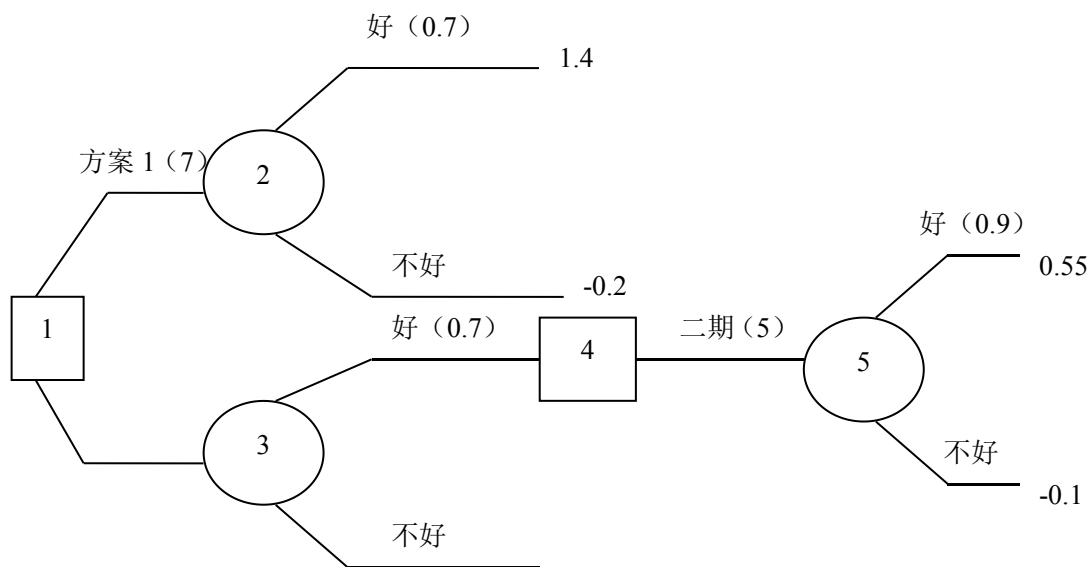 好（0.7）
1.4
方案 1（7）
2
好（0.9）
不好
0.55
-0.2
1
好（0.7）
4
二期（5）
5
3
不好
-0.1
不好